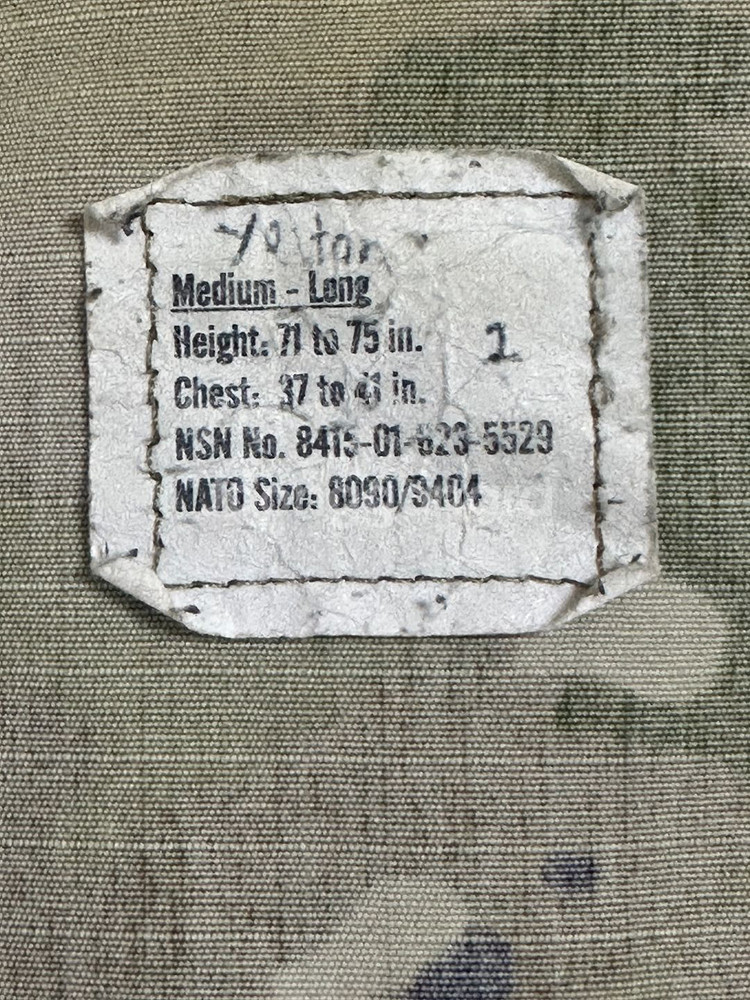 Medium - Long
Height: 71 to 75 in.
1
Chest: 37 to 41 in.
NSN No. 8415-01-623-5529
NATO Size: 8090/9404